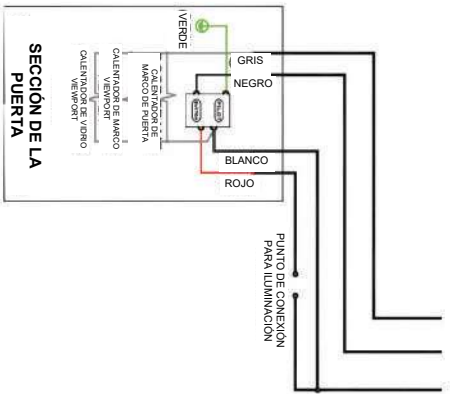 SECCIÓN DE LA
PUERTA
VERDE
GRIS
NEGRO
BLANCO
ROJO
CALENTADOR DE
MARCO DE PUERTA
CALENTADOR DE MARCO
VIEWPORT
CALENTADOR DE VIDRIO
VIEWPORT
PUNTO DE CONEXIÓN
PARA ILUMINACIÓN